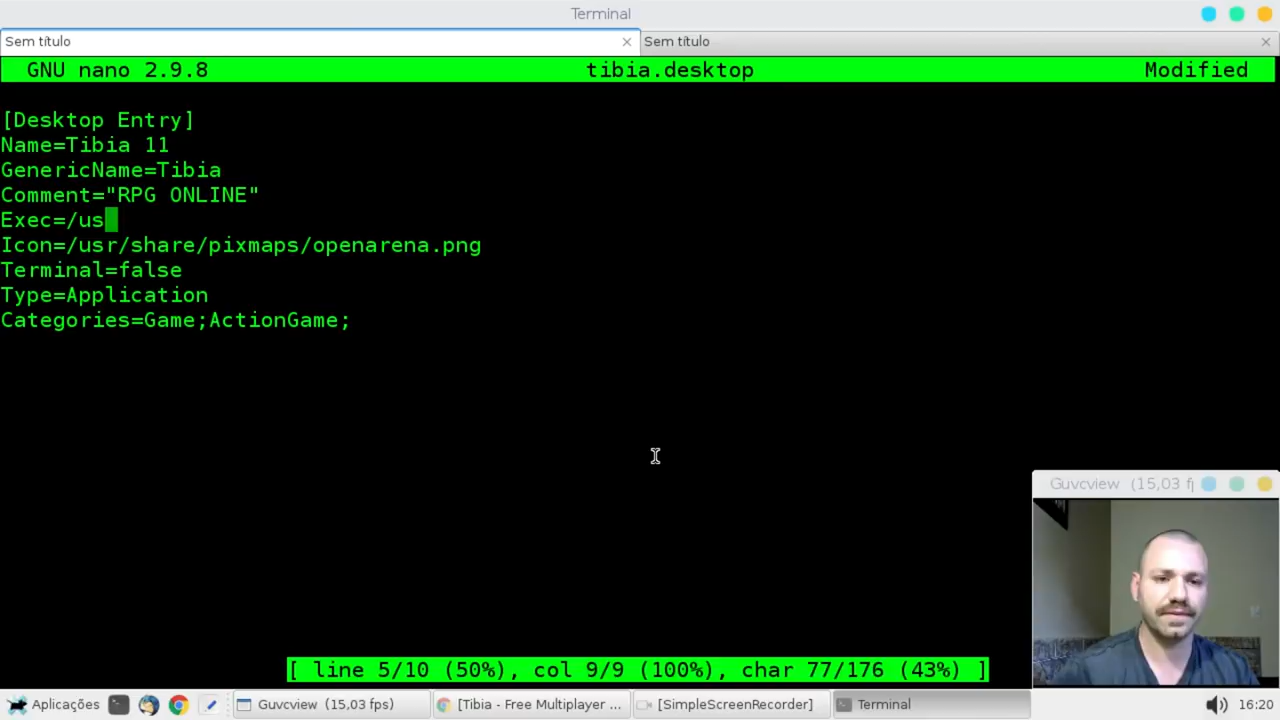 Terminal
Sem título
Sem título
GNU nano 2.9.8 tibia.desktop Modified
[Desktop Entry]
Name=Tibia 11
GenericName=Tibia
Comment="RPG ONLINE"
Exec=/us
Icon=/usr/share/pixmaps/openarena.png
Terminal=false
Type=Application
Categories=Game;ActionGame;
Guvcview (15,03 f
[ line 5/10 (50%), col 9/9 (100%), char 77/176 (43%) ]
Aplicações Guvcview (15,03 fps) [Tibia - Free Multiplayer ... [SimpleScreenRecorder] Terminal 16:20